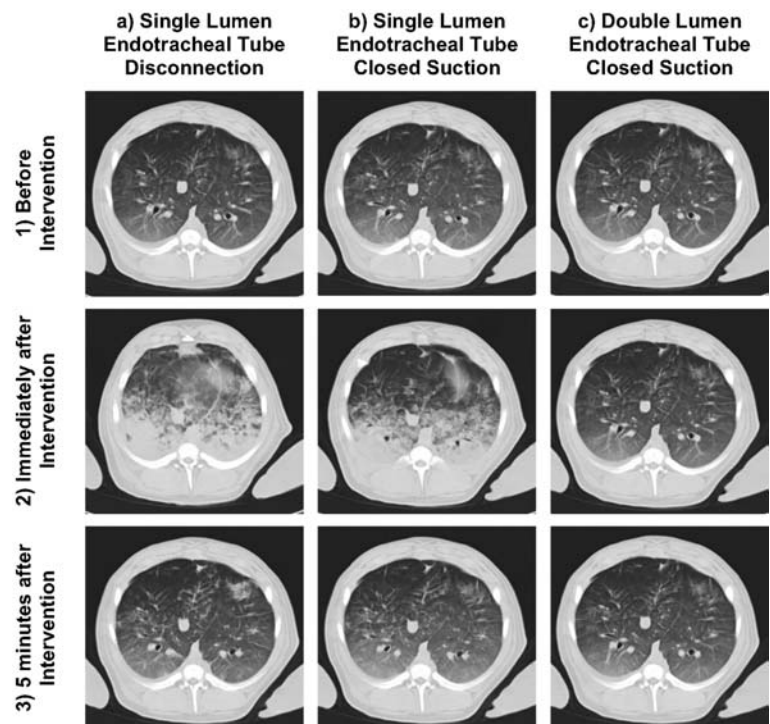 a) Single Lumen
Endotracheal Tube
Disconnection
b) Single Lumen
Endotracheal Tube
Closed Suction
c) Double Lumen
Endotracheal Tube
Closed Suction
1) Before
Intervention
2) Immediately after
Intervention
3) 5 minutes after
Intervention